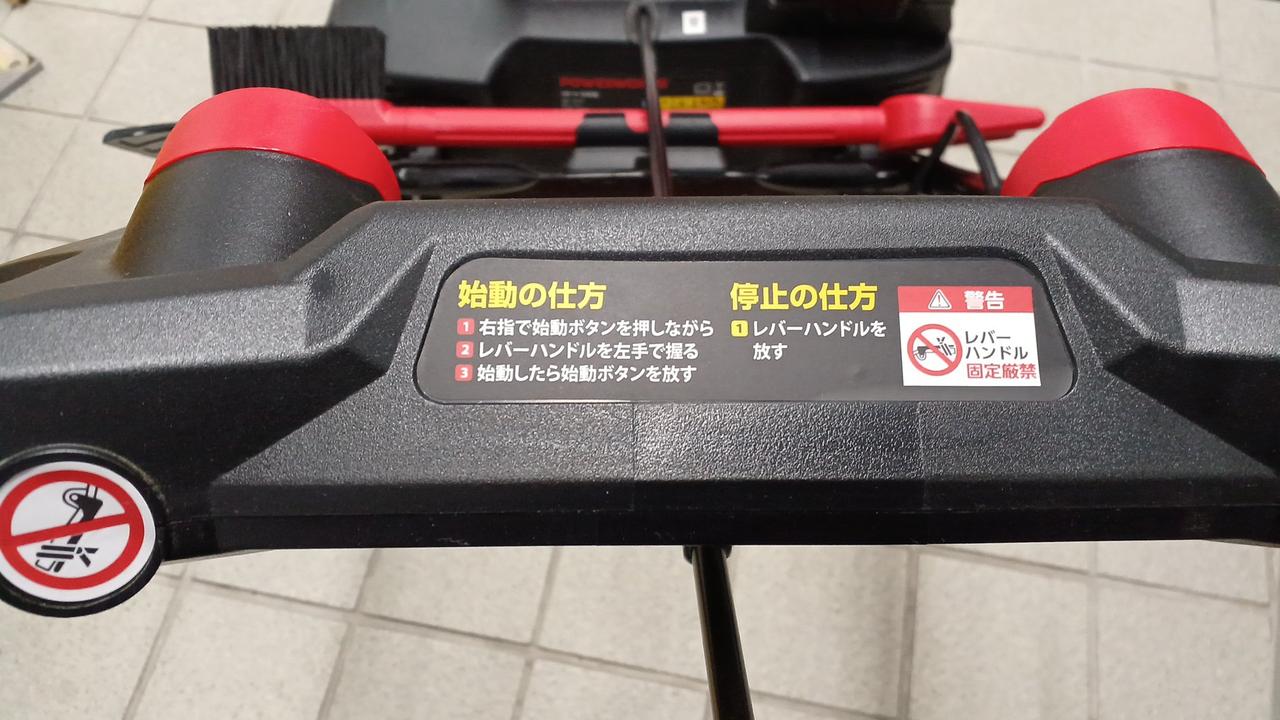 POWERWORKS
始動の仕方
1 右指で始動ボタンを押しながら
2 レバーハンドルを左手で握る
3 始動したら始動ボタンを放す
停止の仕方
1 レバーハンドルを
放す
警告
レバー
ハンドル
固定厳禁